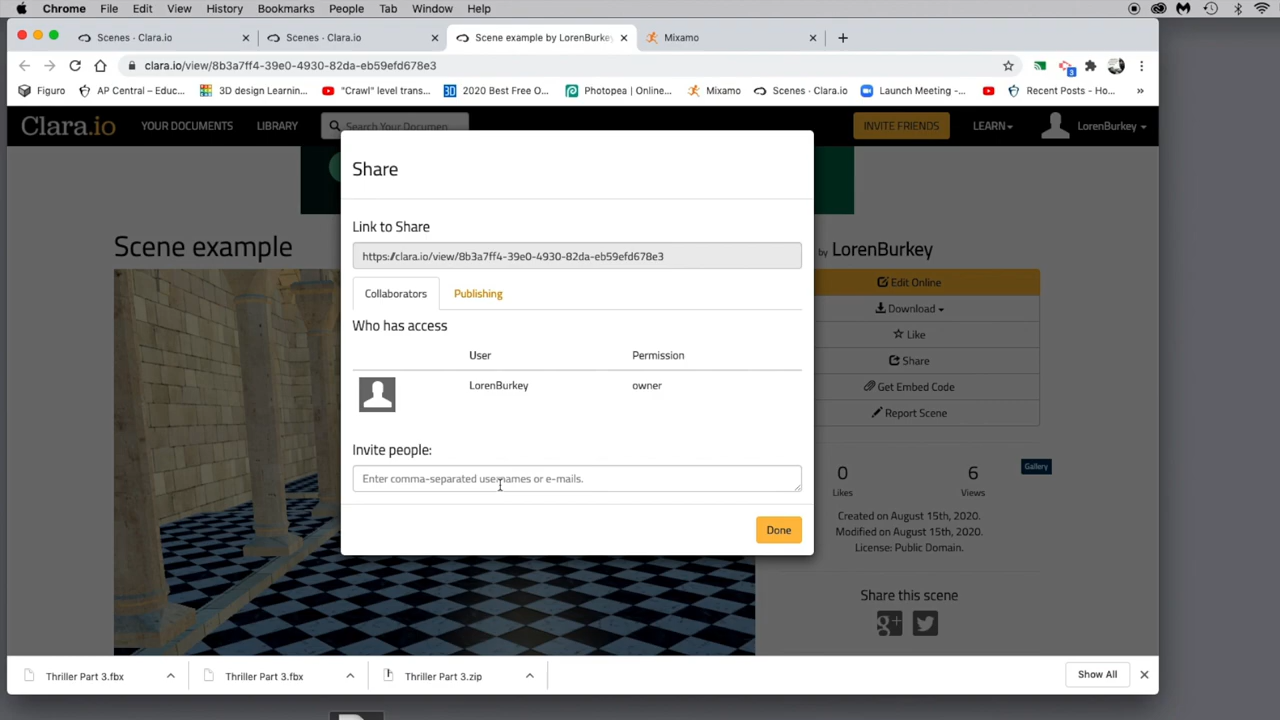 Chrome File Edit View History Bookmarks People Tab Window Help
Scenes · Clara.io Scenes · Clara.io Scene example by LorenBurke Mixamo
clara.io/view/8b3a7ff4-39e0-4930-82da-eb59efd678e3 3
Figuro AP Central – Educ... 3D design Learnin... "Crawl" level trans... 2020 Best Free O... Photopea | Online... Mixamo Scenes · Clara.io Launch Meeting -... Recent Posts - Ho... »
Clara.io YOUR DOCUMENTS LIBRARY Search Your Documen INVITE FRIENDS LEARN LorenBurkey
Share
Link to Share
https://clara.io/view/8b3a7ff4-39e0-4930-82da-eb59efd678e3
Collaborators Publishing
Who has access
User Permission
LorenBurkey owner
Invite people:
Enter comma-separated usernames or e-mails.
Done
Scene example
by LorenBurkey
Edit Online
Download
Like
Share
Get Embed Code
Report Scene
0 6 Gallery
Likes Views
Created on August 15th, 2020.
Modified on August 15th, 2020.
License: Public Domain.
Share this scene
g+
Thriller Part 3.fbx Thriller Part 3.fbx Thriller Part 3.zip Show All